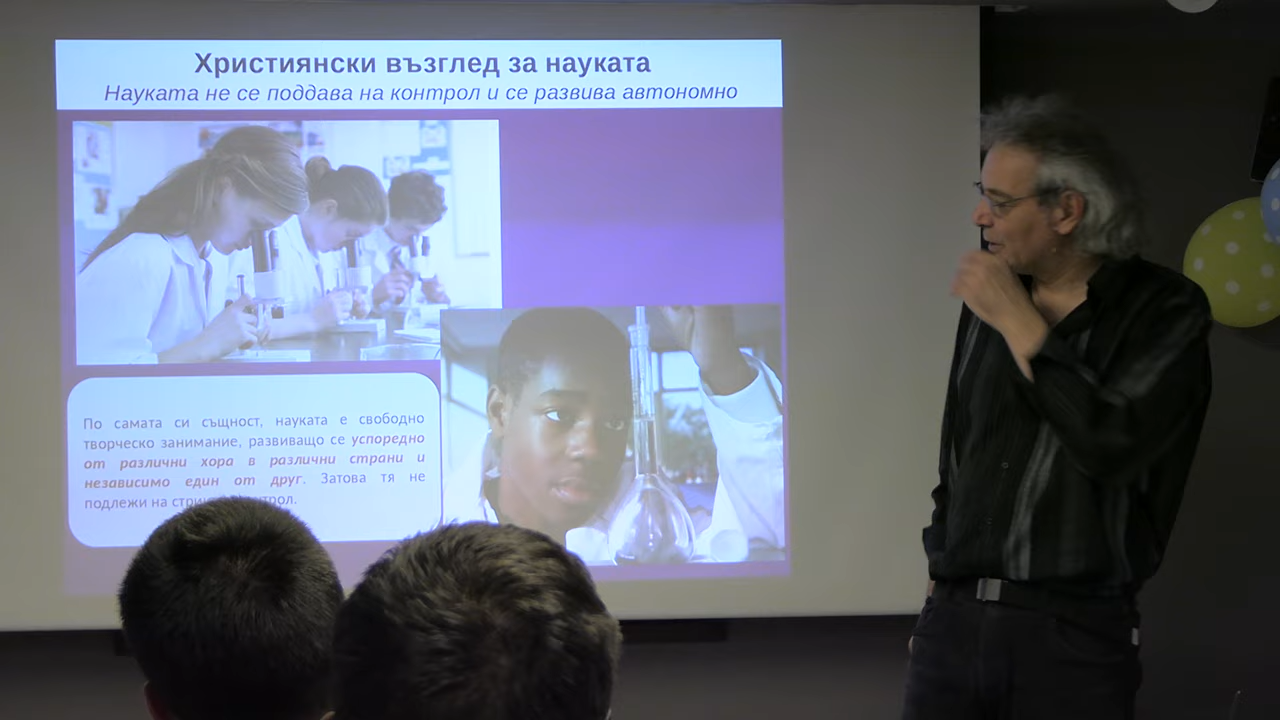 Християнски възглед за науката
Науката не се поддава на контрол и се развива автономно
По самата си същност, науката е свободно
творческо занимание, развиващо се успоредно
от различни хора в различни страни и
независимо един от друг. Затова тя не
подлежи на